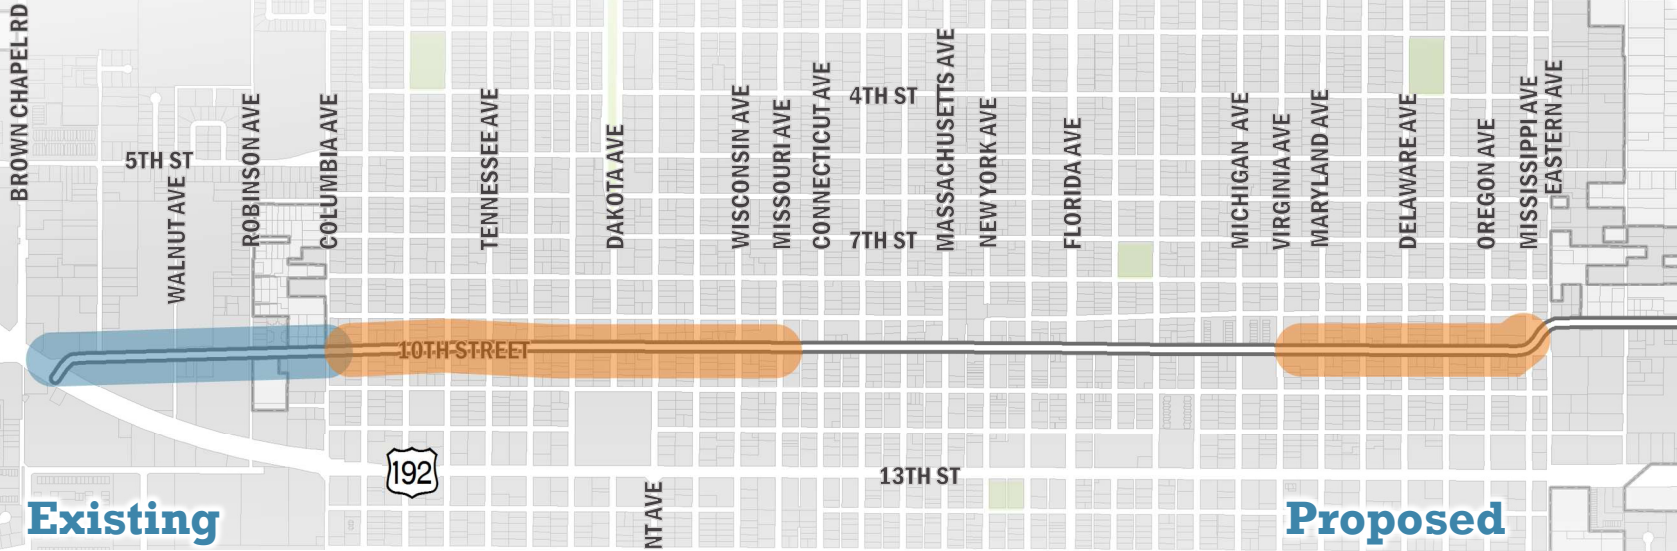 BROWN CHAPEL RD
5TH ST
WALNUT AVE
ROBINSON AVE
COLUMBIA AVE
TENNESSEE AVE
DAKOTA AVE
WISCONSIN AVE
MISSOURI AVE
CONNECTICUT AVE
4TH ST
7TH ST
MASSACHUSETTS AVE
NEW YORK AVE
FLORIDA AVE
MICHIGAN AVE
VIRGINIA AVE
MARYLAND AVE
DELAWARE AVE
OREGON AVE
MISSISSIPPI AVE
EASTERN AVE
10TH STREET
192
13TH ST
NT AVE
Existing
Proposed